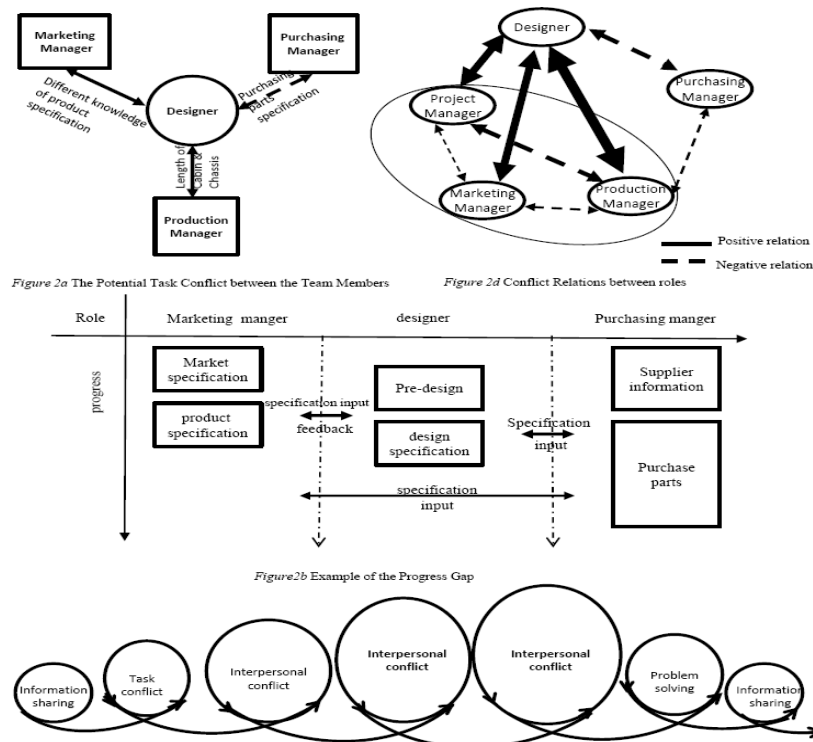 Marketing
Manager
Purchasing
Manager
Different knowledge
of product
specification
Designer
Purchasing
parts
specification
Length of
Cabin &
Chassis
Production
Manager
Figure 2a The Potential Task Conflict between the Team Members
Designer
Project
Manager
Purchasing
Manager
Marketing
Manager
Production
Manager
Positive relation
Negative relation
Figure 2d Conflict Relations between roles
Role
Marketing manger
designer
Purchasing manger
progress
Market
specification
product
specification
specification input
feedback
Pre-design
design
specification
Specification
input
Supplier
information
Purchase
parts
specification
input
Figure2b Example of the Progress Gap
Information
sharing
Task
conflict
Interpersonal
conflict
Interpersonal
conflict
Interpersonal
conflict
Problem
solving
Information
sharing